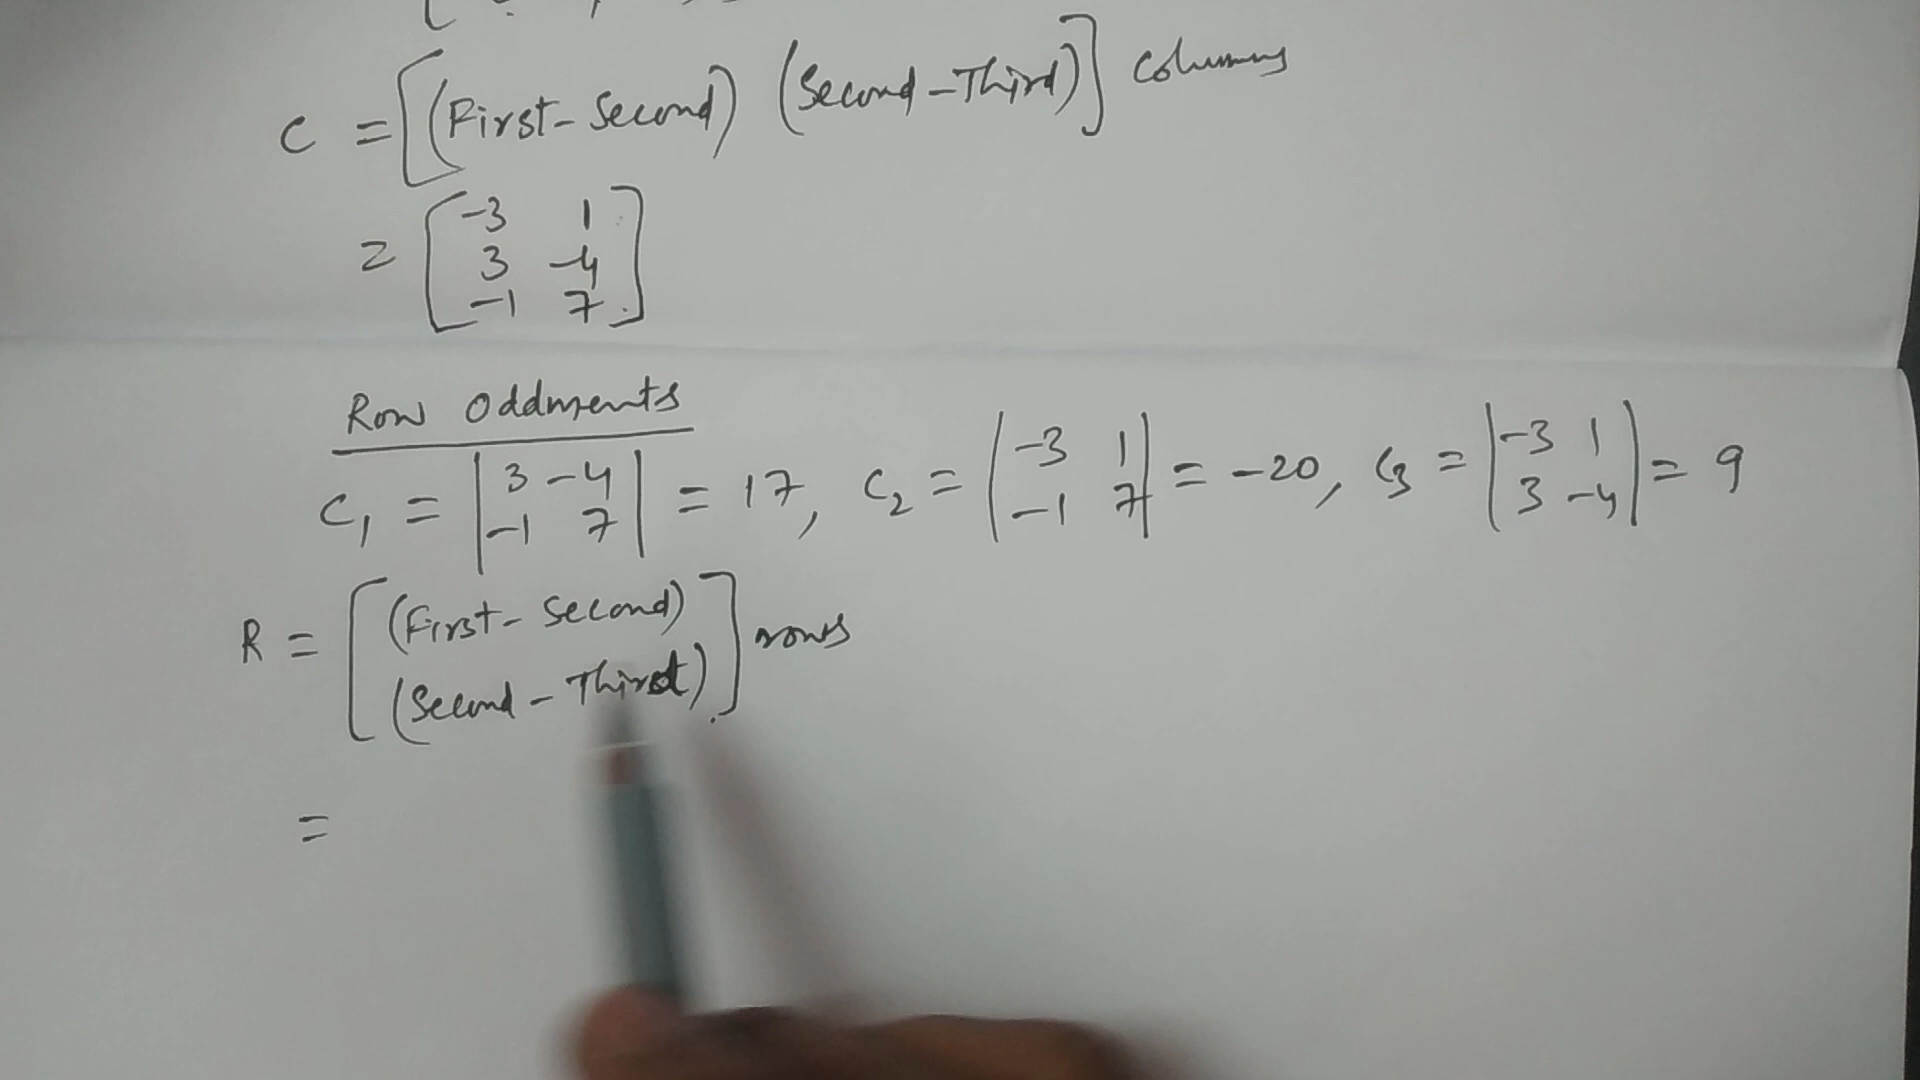 C = [(First-Second) (Second-Third)] columns
= [-3 1
3 -4
-1 7]
Row Oddments
C₁ = |3 -4
-1 7| = 17, C₂ = |-3 1
-1 7| = -20, C₃ = |-3 1
3 -4| = 9
R = [(First-Second)
(Second-Third)] rows
=